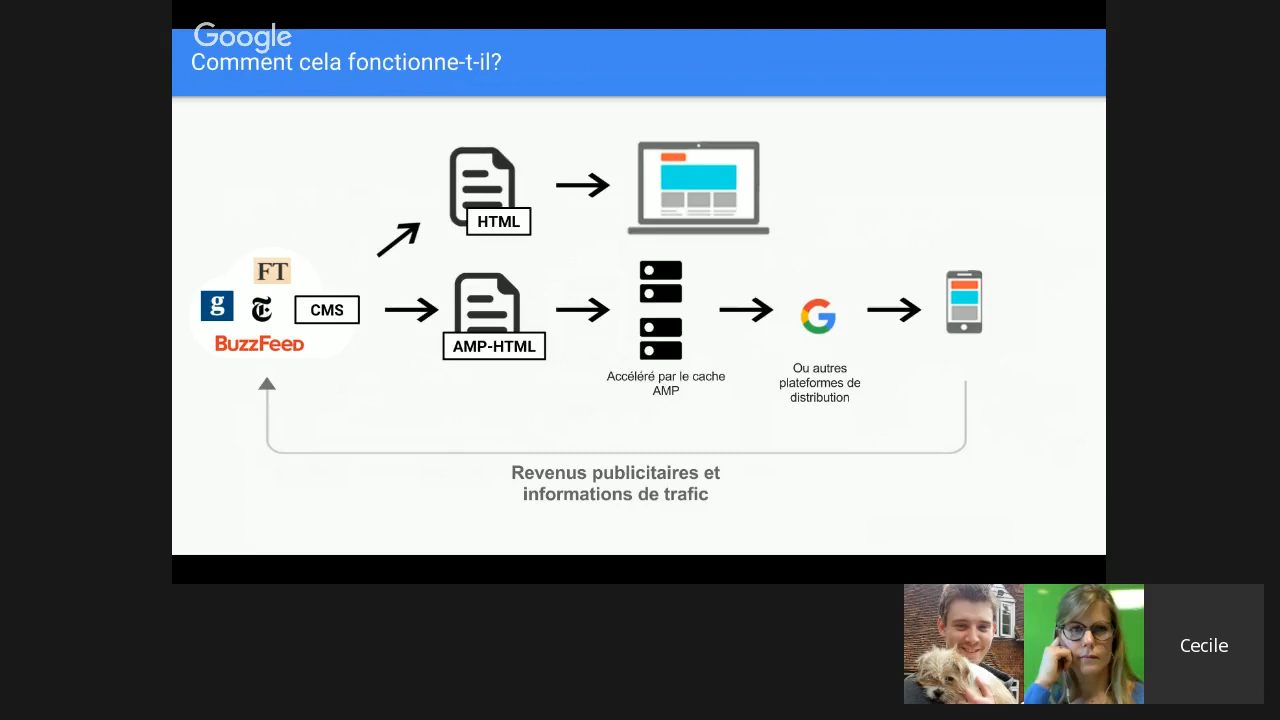 Google
Comment cela fonctionne-t-il?
HTML
FT
g
CMS
BuzzFeed
AMP-HTML
Accéléré par le cache
AMP
Ou autres
plateformes de
distribution
Revenus publicitaires et
informations de trafic
Cecile